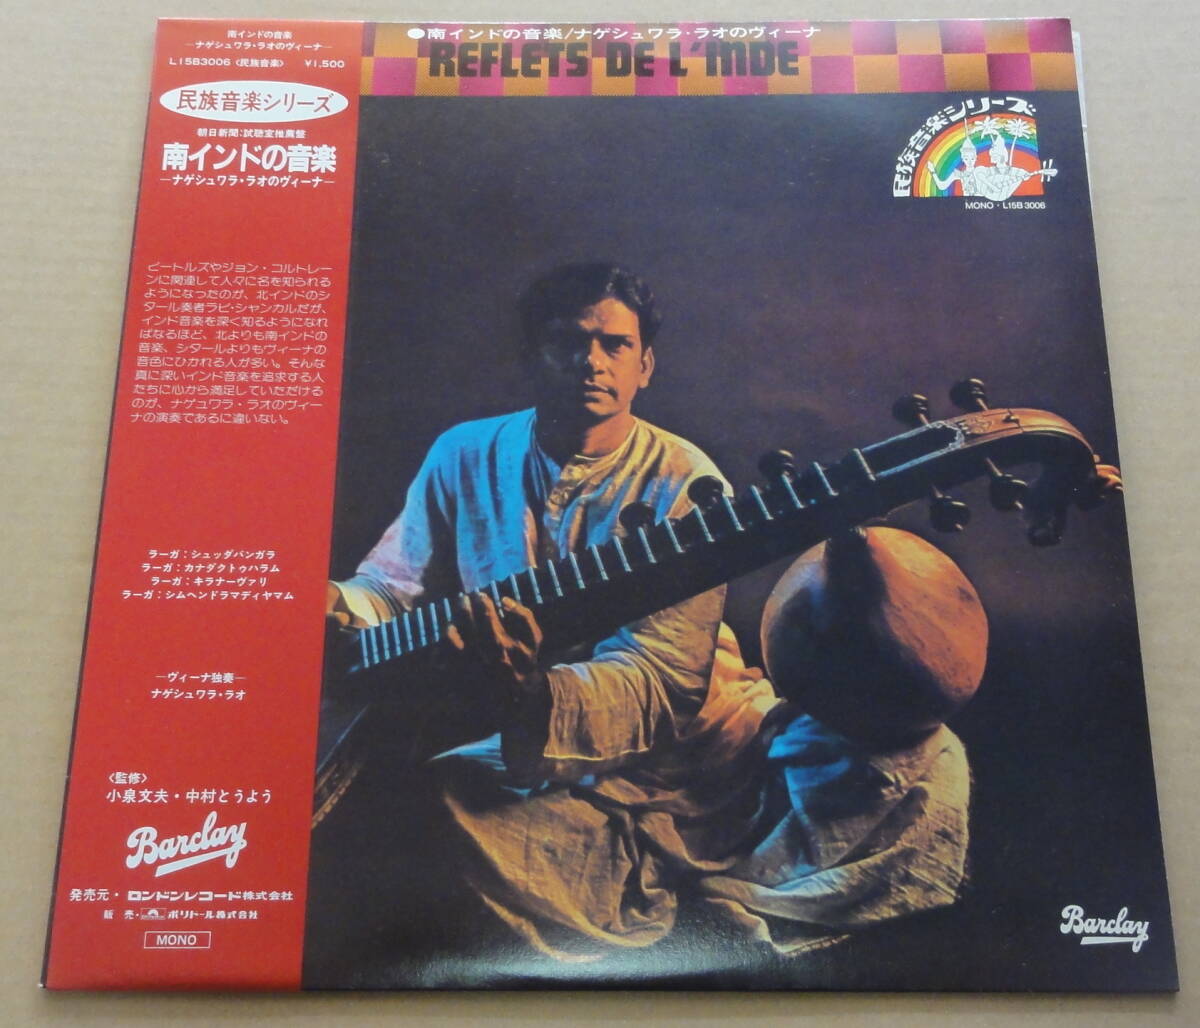 南インドの音楽
―ナゲシュワラ・ラオのヴィーナ―
L15B3006〈民族音楽〉 ¥1,500
民族音楽シリーズ
朝日新聞:試聴室推薦盤
南インドの音楽
―ナゲシュワラ・ラオのヴィーナ―
ビートルズやジョン・コルトレー
ンに関連して人々に名を知られる
ようになったのが、北インドのシ
タール奏者ラビ・シャンカルだが、
インド音楽を深く知るようになれ
ばなるほど、北よりも南インドの
音楽、シタールよりもヴィーナの
音色にひかれる人が多い。そんな
真に深いインド音楽を追求する人
たちに心から満足していただける
のが、ナゲュワラ・ラオのヴィー
ナの演奏であるに違いない。
ラーガ:シュッダバンガラ
ラーガ:カナダクトゥハラム
ラーガ:キラナーヴァリ
ラーガ:シムヘンドラマディヤマム
―ヴィーナ独奏―
ナゲシュワラ・ラオ
〈監修〉
小泉文夫・中村とうよう
Barclay
発売元・ロンドンレコード株式会社
販売・ポリドール株式会社
MONO
●南インドの音楽/ナゲシュワラ・ラオのヴィーナ
REFLETS DE L'INDE
民族音楽シリーズ
MONO・L15B 3006
Barclay